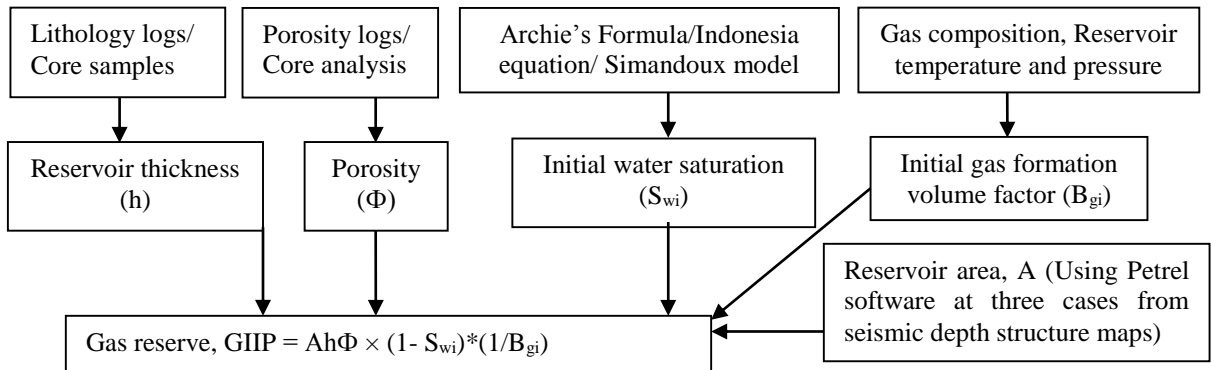 Lithology logs/
Core samples
Porosity logs/
Core analysis
Archie’s Formula/Indonesia
equation/ Simandoux model
Gas composition, Reservoir
temperature and pressure
Reservoir thickness
(h)
Porosity
(Φ)
Initial water saturation
(Swi)
Initial gas formation
volume factor (Bgi)
Reservoir area, A (Using Petrel
software at three cases from
seismic depth structure maps)
Gas reserve, GIIP = AhΦ × (1- Swi)*(1/Bgi)